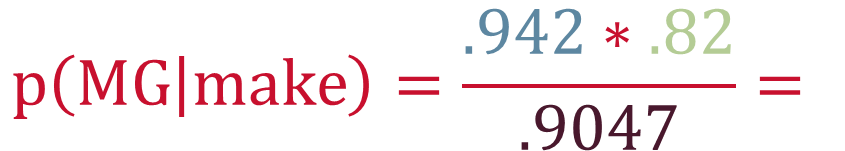 .942 * .82
p(MG|make) = =
.9047